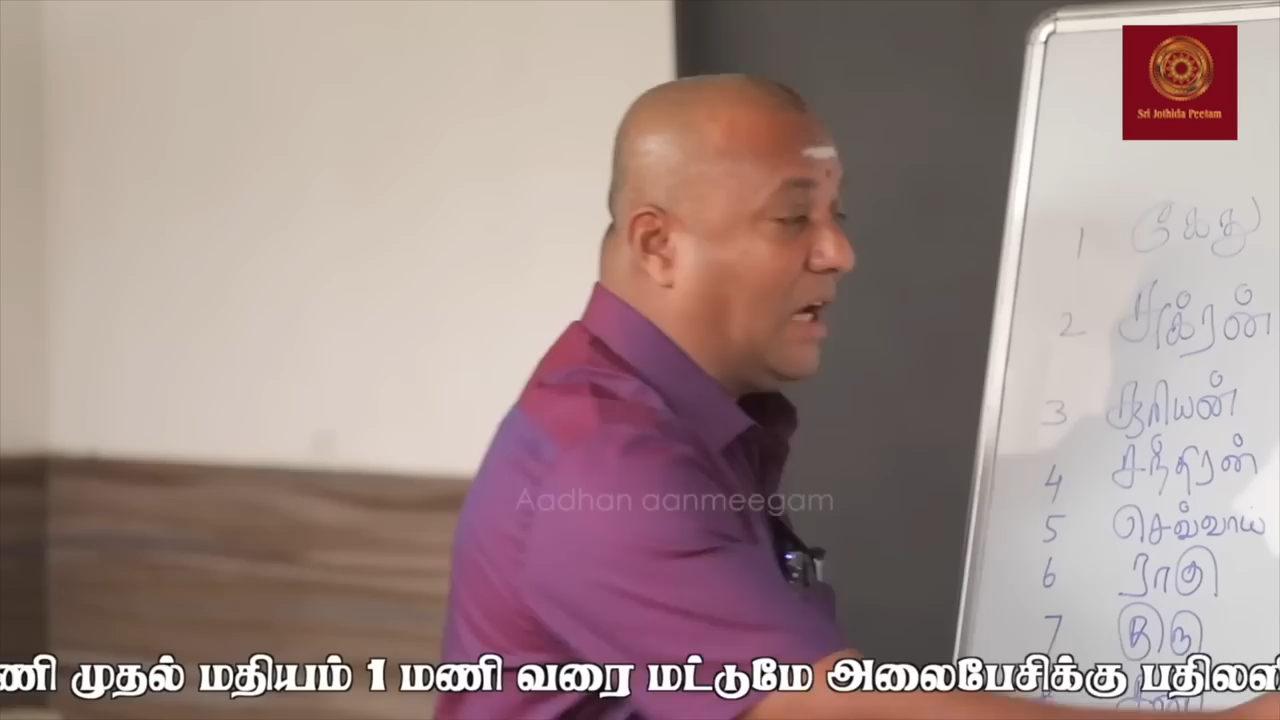 Sri Jothida Peetam
1 கேது
2 சுக்ரன்
3 சூரியன்
4 சந்திரன்
5 செவ்வாய்
6 ராகு
7 குரு
Aadhan aanmeegam
ணி முதல் மதியம் 1 மணி வரை மட்டுமே அலைபேசிக்கு பதிலள